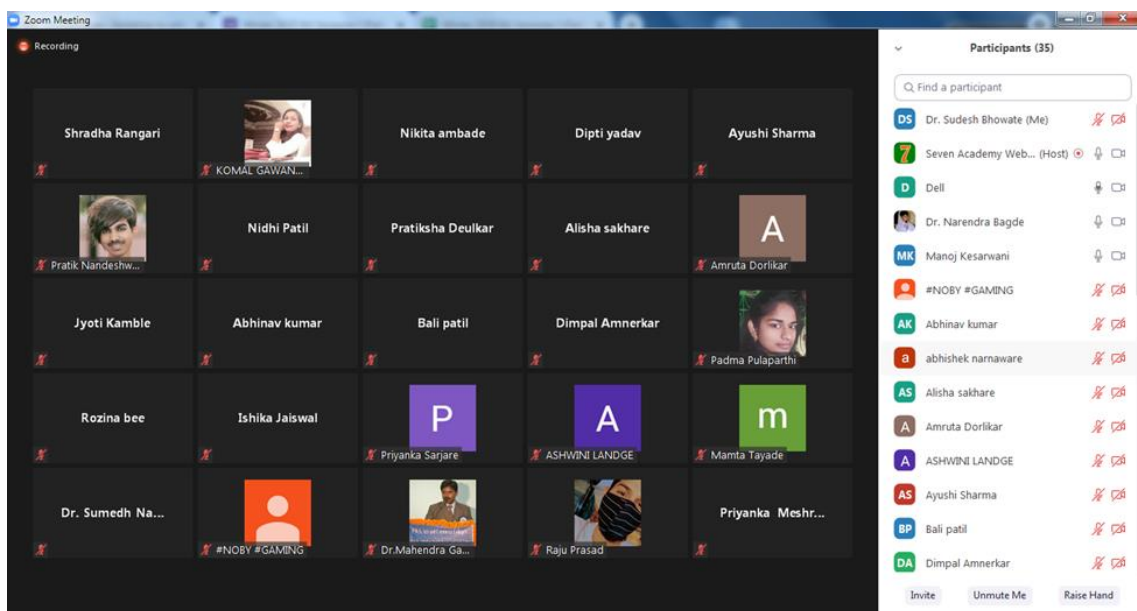 Zoom Meeting
Recording
Shradha Rangari
KOMAL GAWAN...
Nikita ambade
Dipti yadav
Ayushi Sharma
Pratik Nandeshw...
Nidhi Patil
Pratiksha Deulkar
Alisha sakhare
A
Amruta Dorlikar
Jyoti Kamble
Abhinav kumar
Bali patil
Dimpal Amnerkar
Padma Pulaparthi
Rozina bee
Ishika Jaiswal
P
Priyanka Sarjare
A
ASHWINI LANDGE
m
Mamta Tayade
Dr. Sumedh Na...
#NOBY #GAMING
Dr.Mahendra Ga...
Raju Prasad
Priyanka Meshr...
Participants (35)
Find a participant
DS Dr. Sudesh Bhowate (Me)
7 Seven Academy Web... (Host)
D Dell
Dr. Narendra Bagde
MK Manoj Kesarwani
#NOBY #GAMING
AK Abhinav kumar
a abhishek narnaware
AS Alisha sakhare
A Amruta Dorlikar
A ASHWINI LANDGE
AS Ayushi Sharma
BP Bali patil
DA Dimpal Amnerkar
Invite Unmute Me Raise Hand